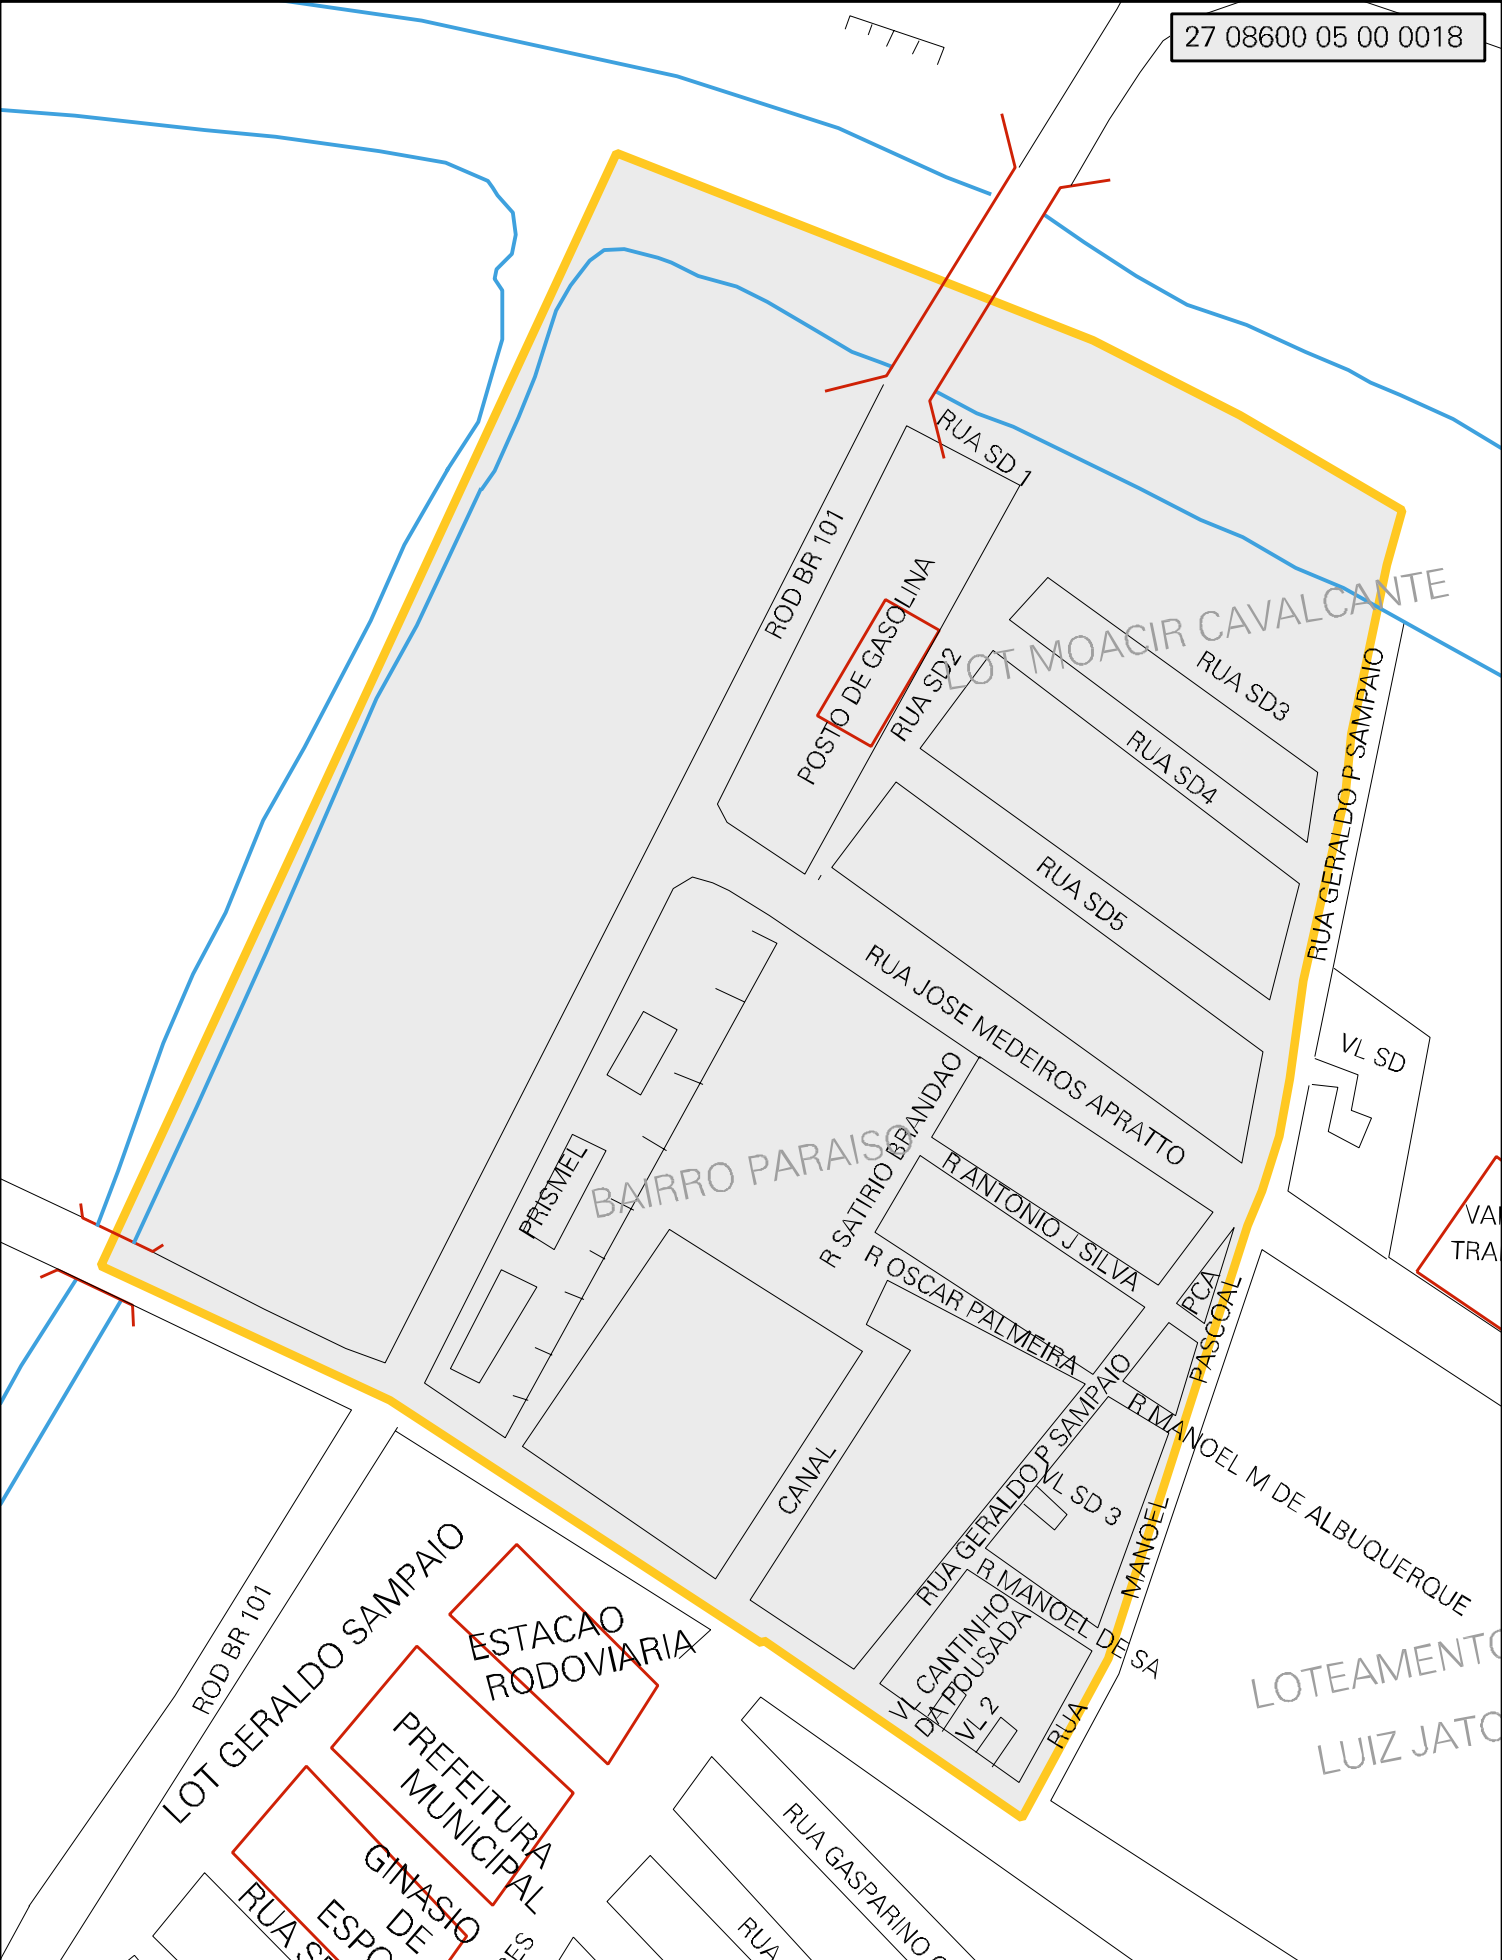 27 08600 05 00 0018
RUA SD 1
ROD BR 101
POSTO DE GASOLINA
RUA SD2
LOT MOACIR CAVALCANTE
RUA SD3
RUA SD4
RUA GERALDO P SAMPAIO
RUA SD5
RUA JOSE MEDEIROS APRATTO
VL SD
R SATIRIO BRANDAO
BAIRRO PARAISO
PRISMEL
R ANTONIO J SILVA
R OSCAR PALMEIRA
PCA
RUA MANOEL PASCOAL
RUA GERALDO P SAMPAIO
R MANOEL M DE ALBUQUERQUE
VL SD 3
CANAL
R MANOEL DE SA
VL CANTINHO
DA POUSADA
VL 2
LOTEAMENTO
LUIZ JATO
ROD BR 101
LOT GERALDO SAMPAIO
ESTACAO
RODOVIARIA
PREFEITURA
MUNICIPAL
GINASIO
DE
ESPO
RUA GASPARINO
RUA